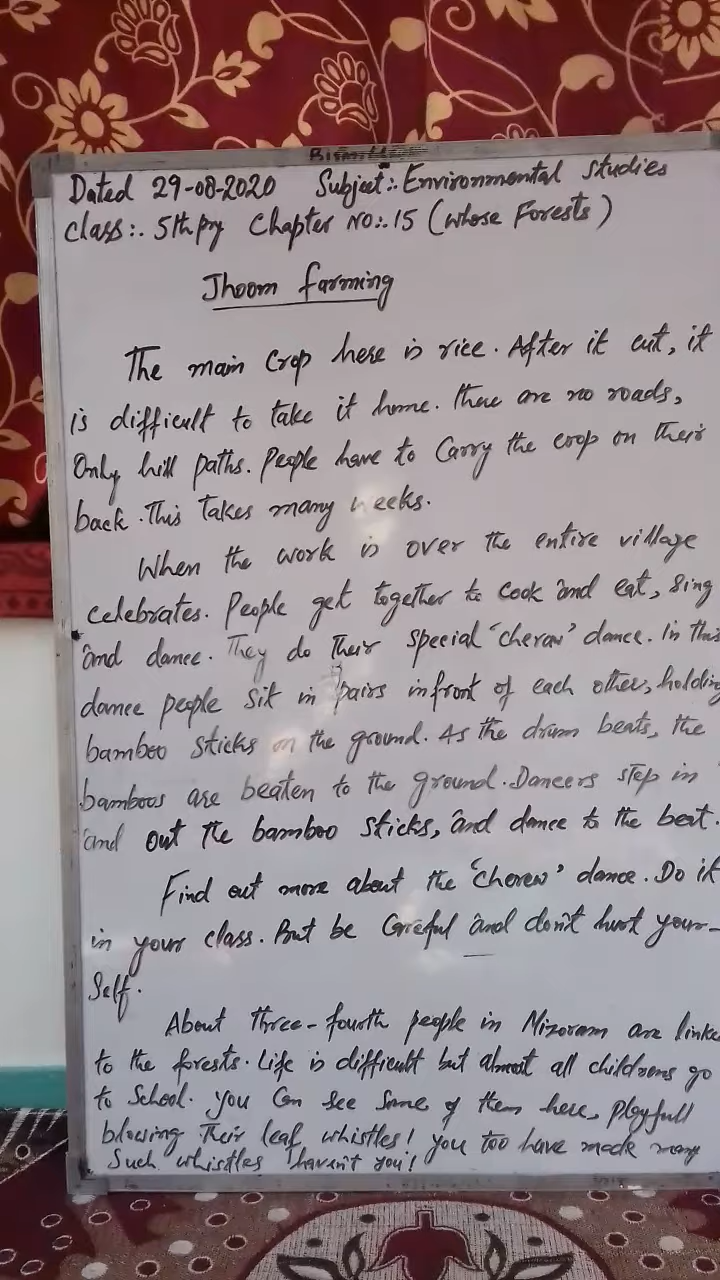 Dated 29-08-2020 Subject:. Environmental studies
Class:. 5th pry Chapter No:. 15 (whose Forests)
Jhoom farming
The main Crop here is rice. After it cut, it
is difficult to take it home. there are no roads,
Only hill paths. People have to Carry the crop on their
back. This takes many weeks.
When the work is over the entire village
celebrates. People get together to cook and eat, sing
and dance. They do their special 'cheraw' dance. In this
dance people sit in pairs infront of each other, holding
bamboo sticks on the ground. As the drum beats, the
bamboos are beaten to the ground. Dancers step in
and out the bamboo sticks, and dance to the beat.
Find out more about the 'cherew' dance. Do it
in your class. But be Careful and don't hurt your-
Self.
About three-fourth people in Mizoram are linke
to the forests. Life is difficult but almost all childrens go
to School. you Can see Some of them here, playfull
blowing their leaf whistles! you too have made many
Such whistles haven't you!